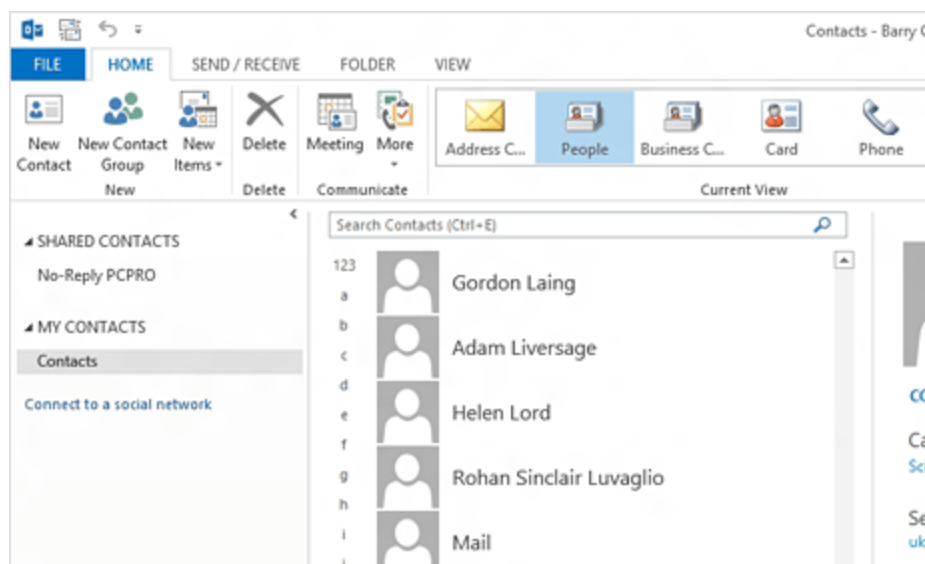 Contacts - Barry
FILE HOME SEND / RECEIVE FOLDER VIEW
New Contact
New Contact Group
New Items
Delete
Meeting
More
Address C...
People
Business C...
Card
Phone
New
Delete
Communicate
Current View
SHARED CONTACTS
No-Reply PCPRO
MY CONTACTS
Contacts
Connect to a social network
Search Contacts (Ctrl+E)
123
a
b
c
d
e
f
g
h
i
Gordon Laing
Adam Liversage
Helen Lord
Rohan Sinclair Luvaglio
Mail
uk